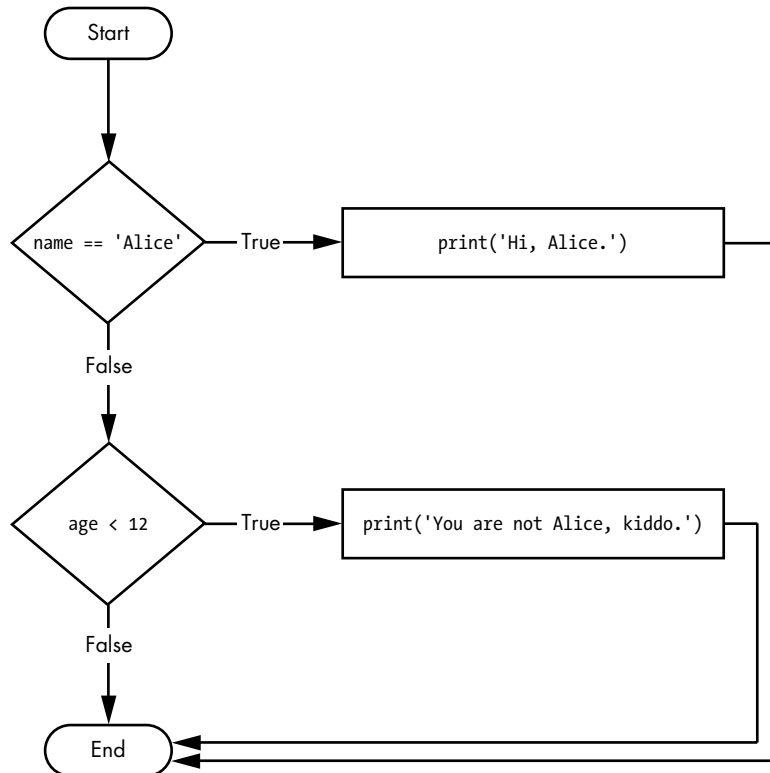 Start
name == 'Alice'
True
print('Hi, Alice.')
False
age < 12
True
print('You are not Alice, kiddo.')
False
End